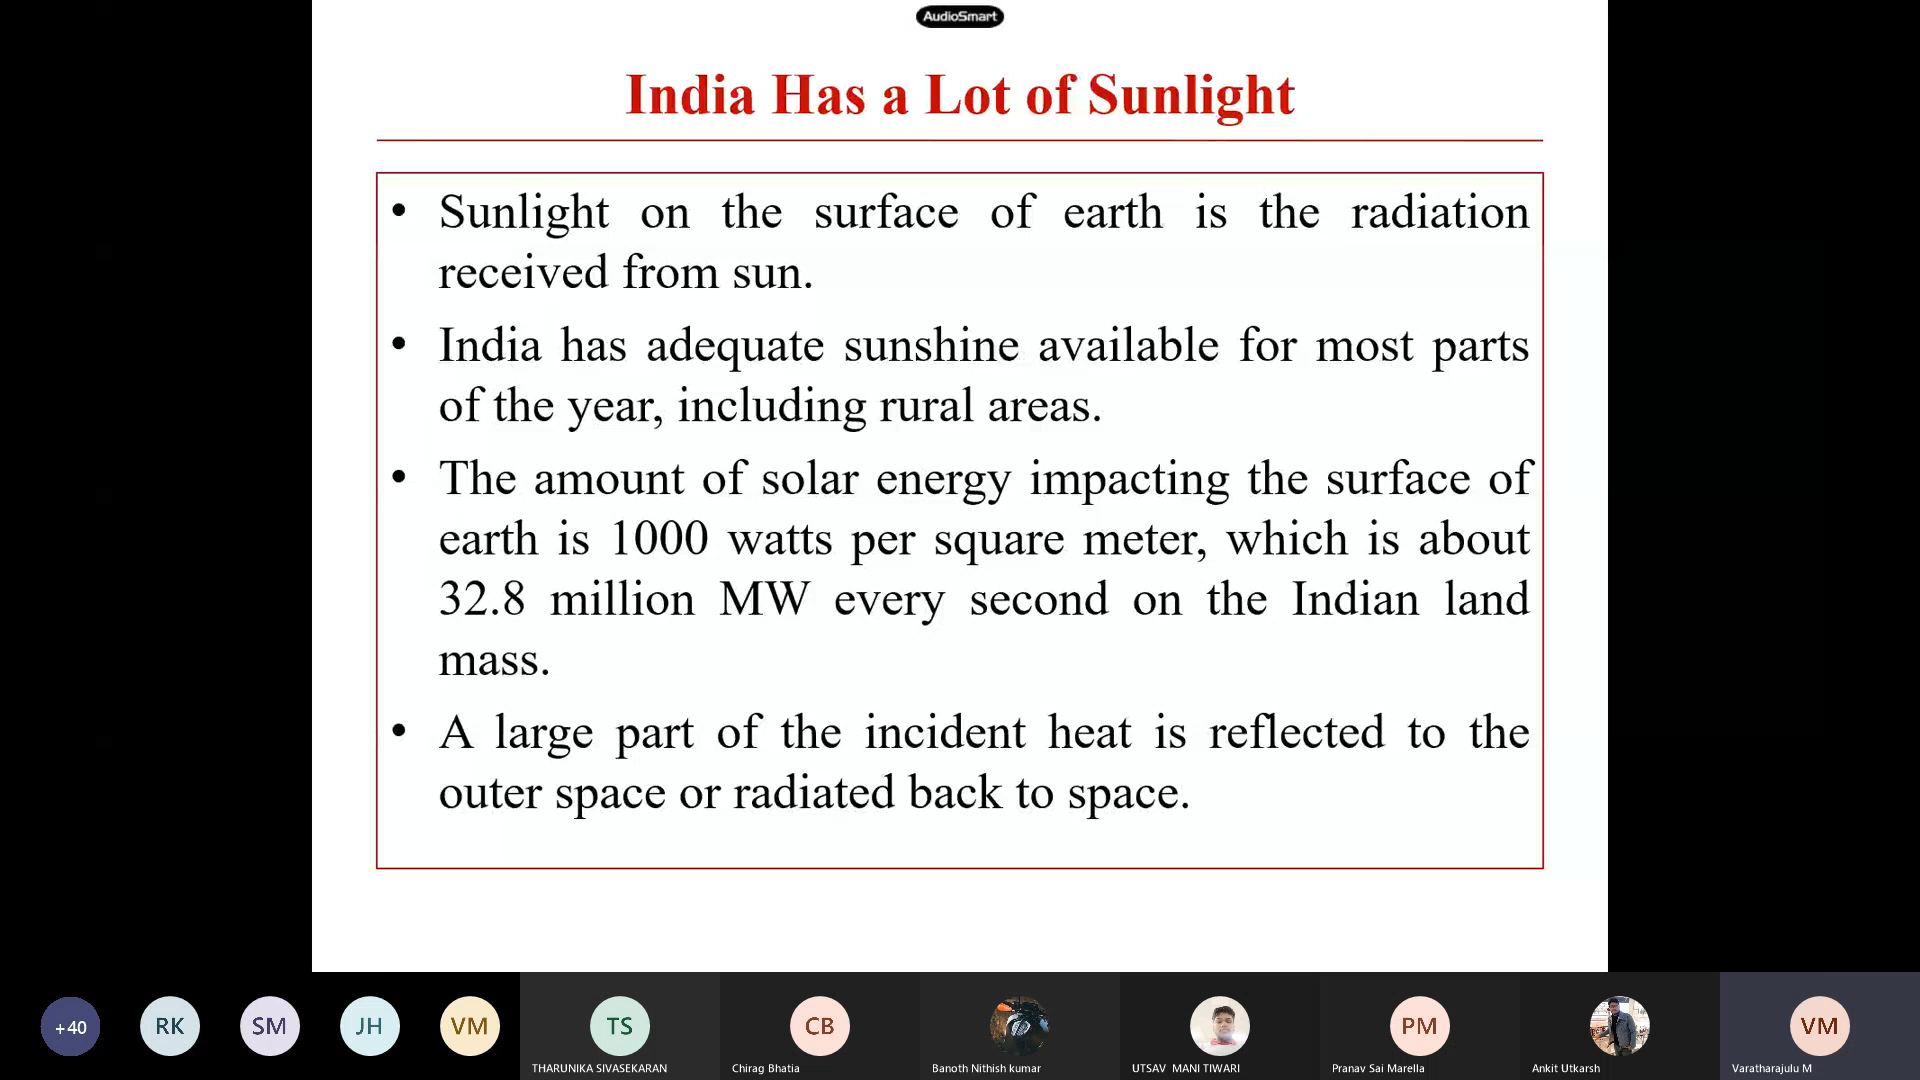 AudioSmart
India Has a Lot of Sunlight
• Sunlight on the surface of earth is the radiation
received from sun.
• India has adequate sunshine available for most parts
of the year, including rural areas.
• The amount of solar energy impacting the surface of
earth is 1000 watts per square meter, which is about
32.8 million MW every second on the Indian land
mass.
• A large part of the incident heat is reflected to the
outer space or radiated back to space.
+40 RK SM JH VM TS CB PM VM
THARUNIKA SIVASEKARAN Chirag Bhatia Banoth Nithish kumar UTSAV MANI TIWARI Pranav Sai Marella Ankit Utkarsh Varatharajulu M